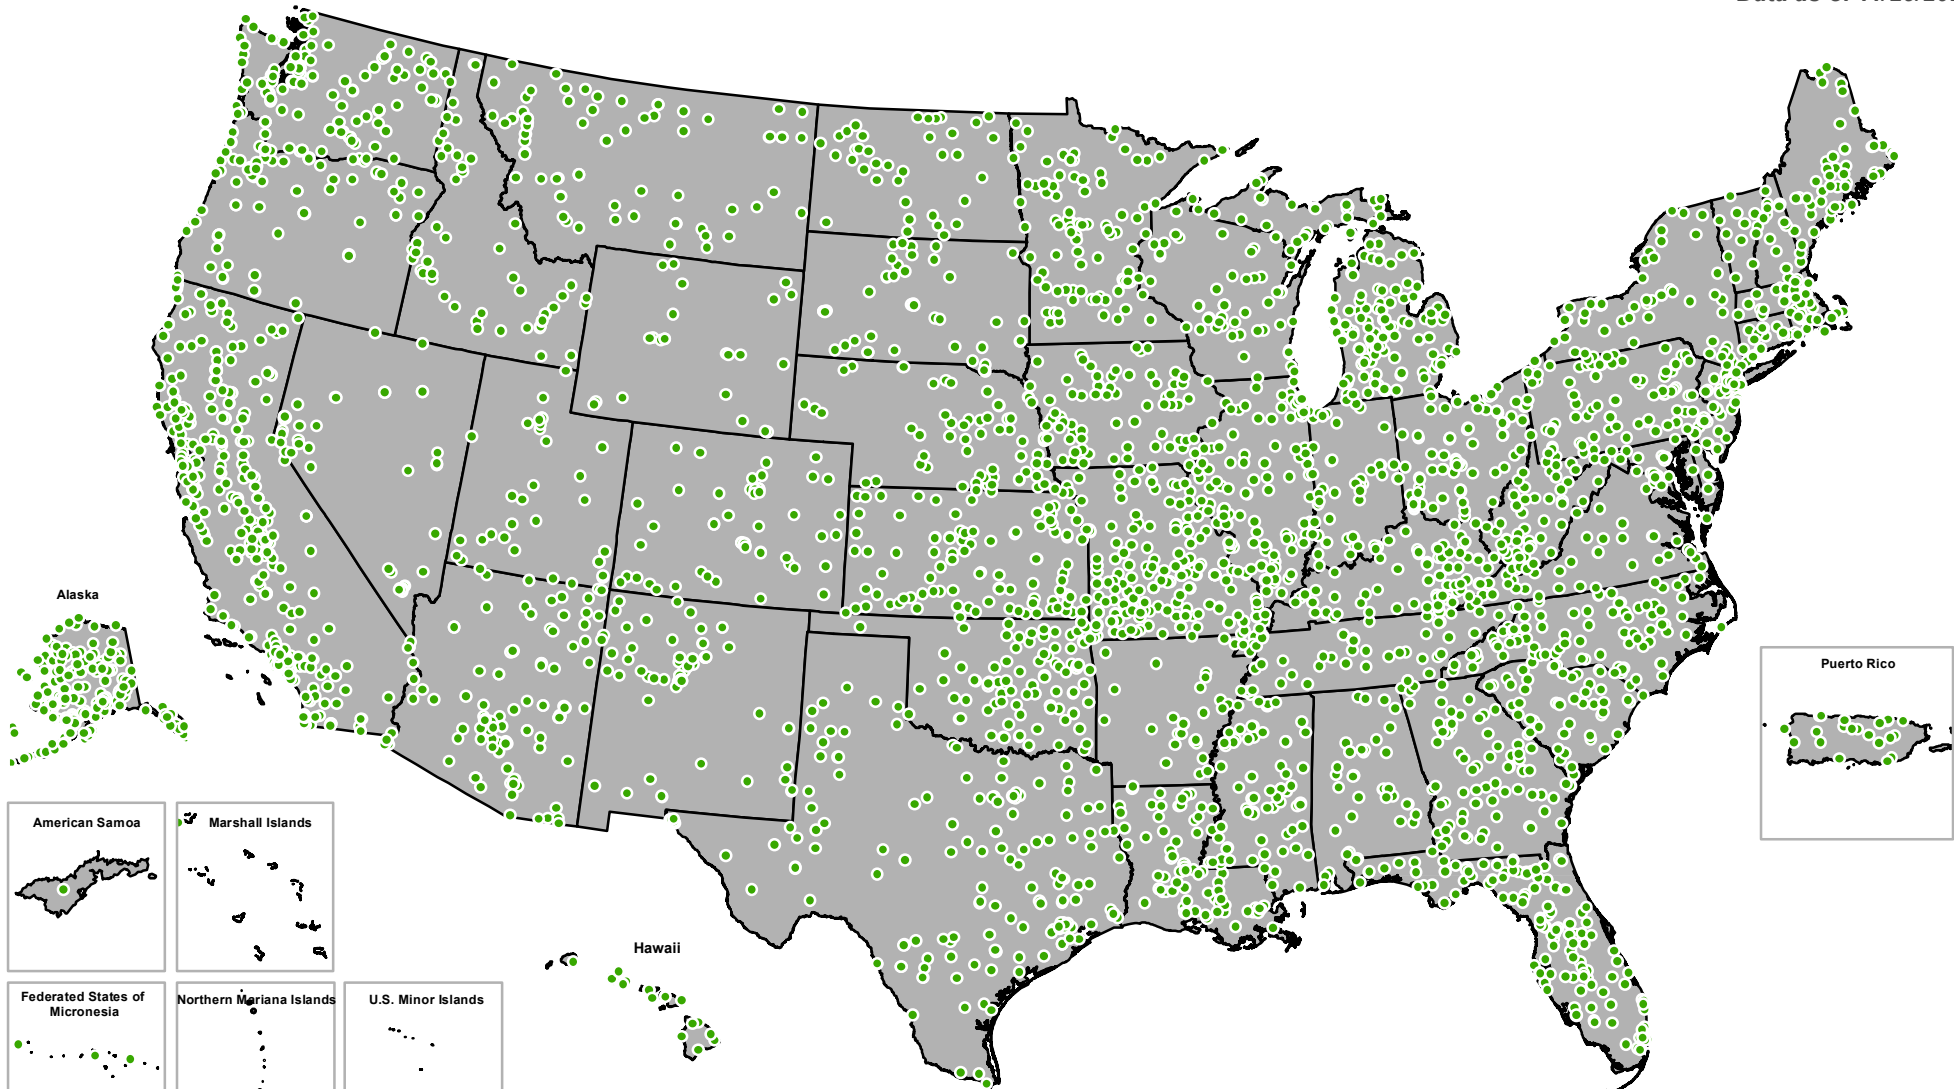 Alaska
Puerto Rico
American Samoa
Marshall Islands
Hawaii
Federated States of
Micronesia
Northern Mariana Islands
U.S. Minor Islands